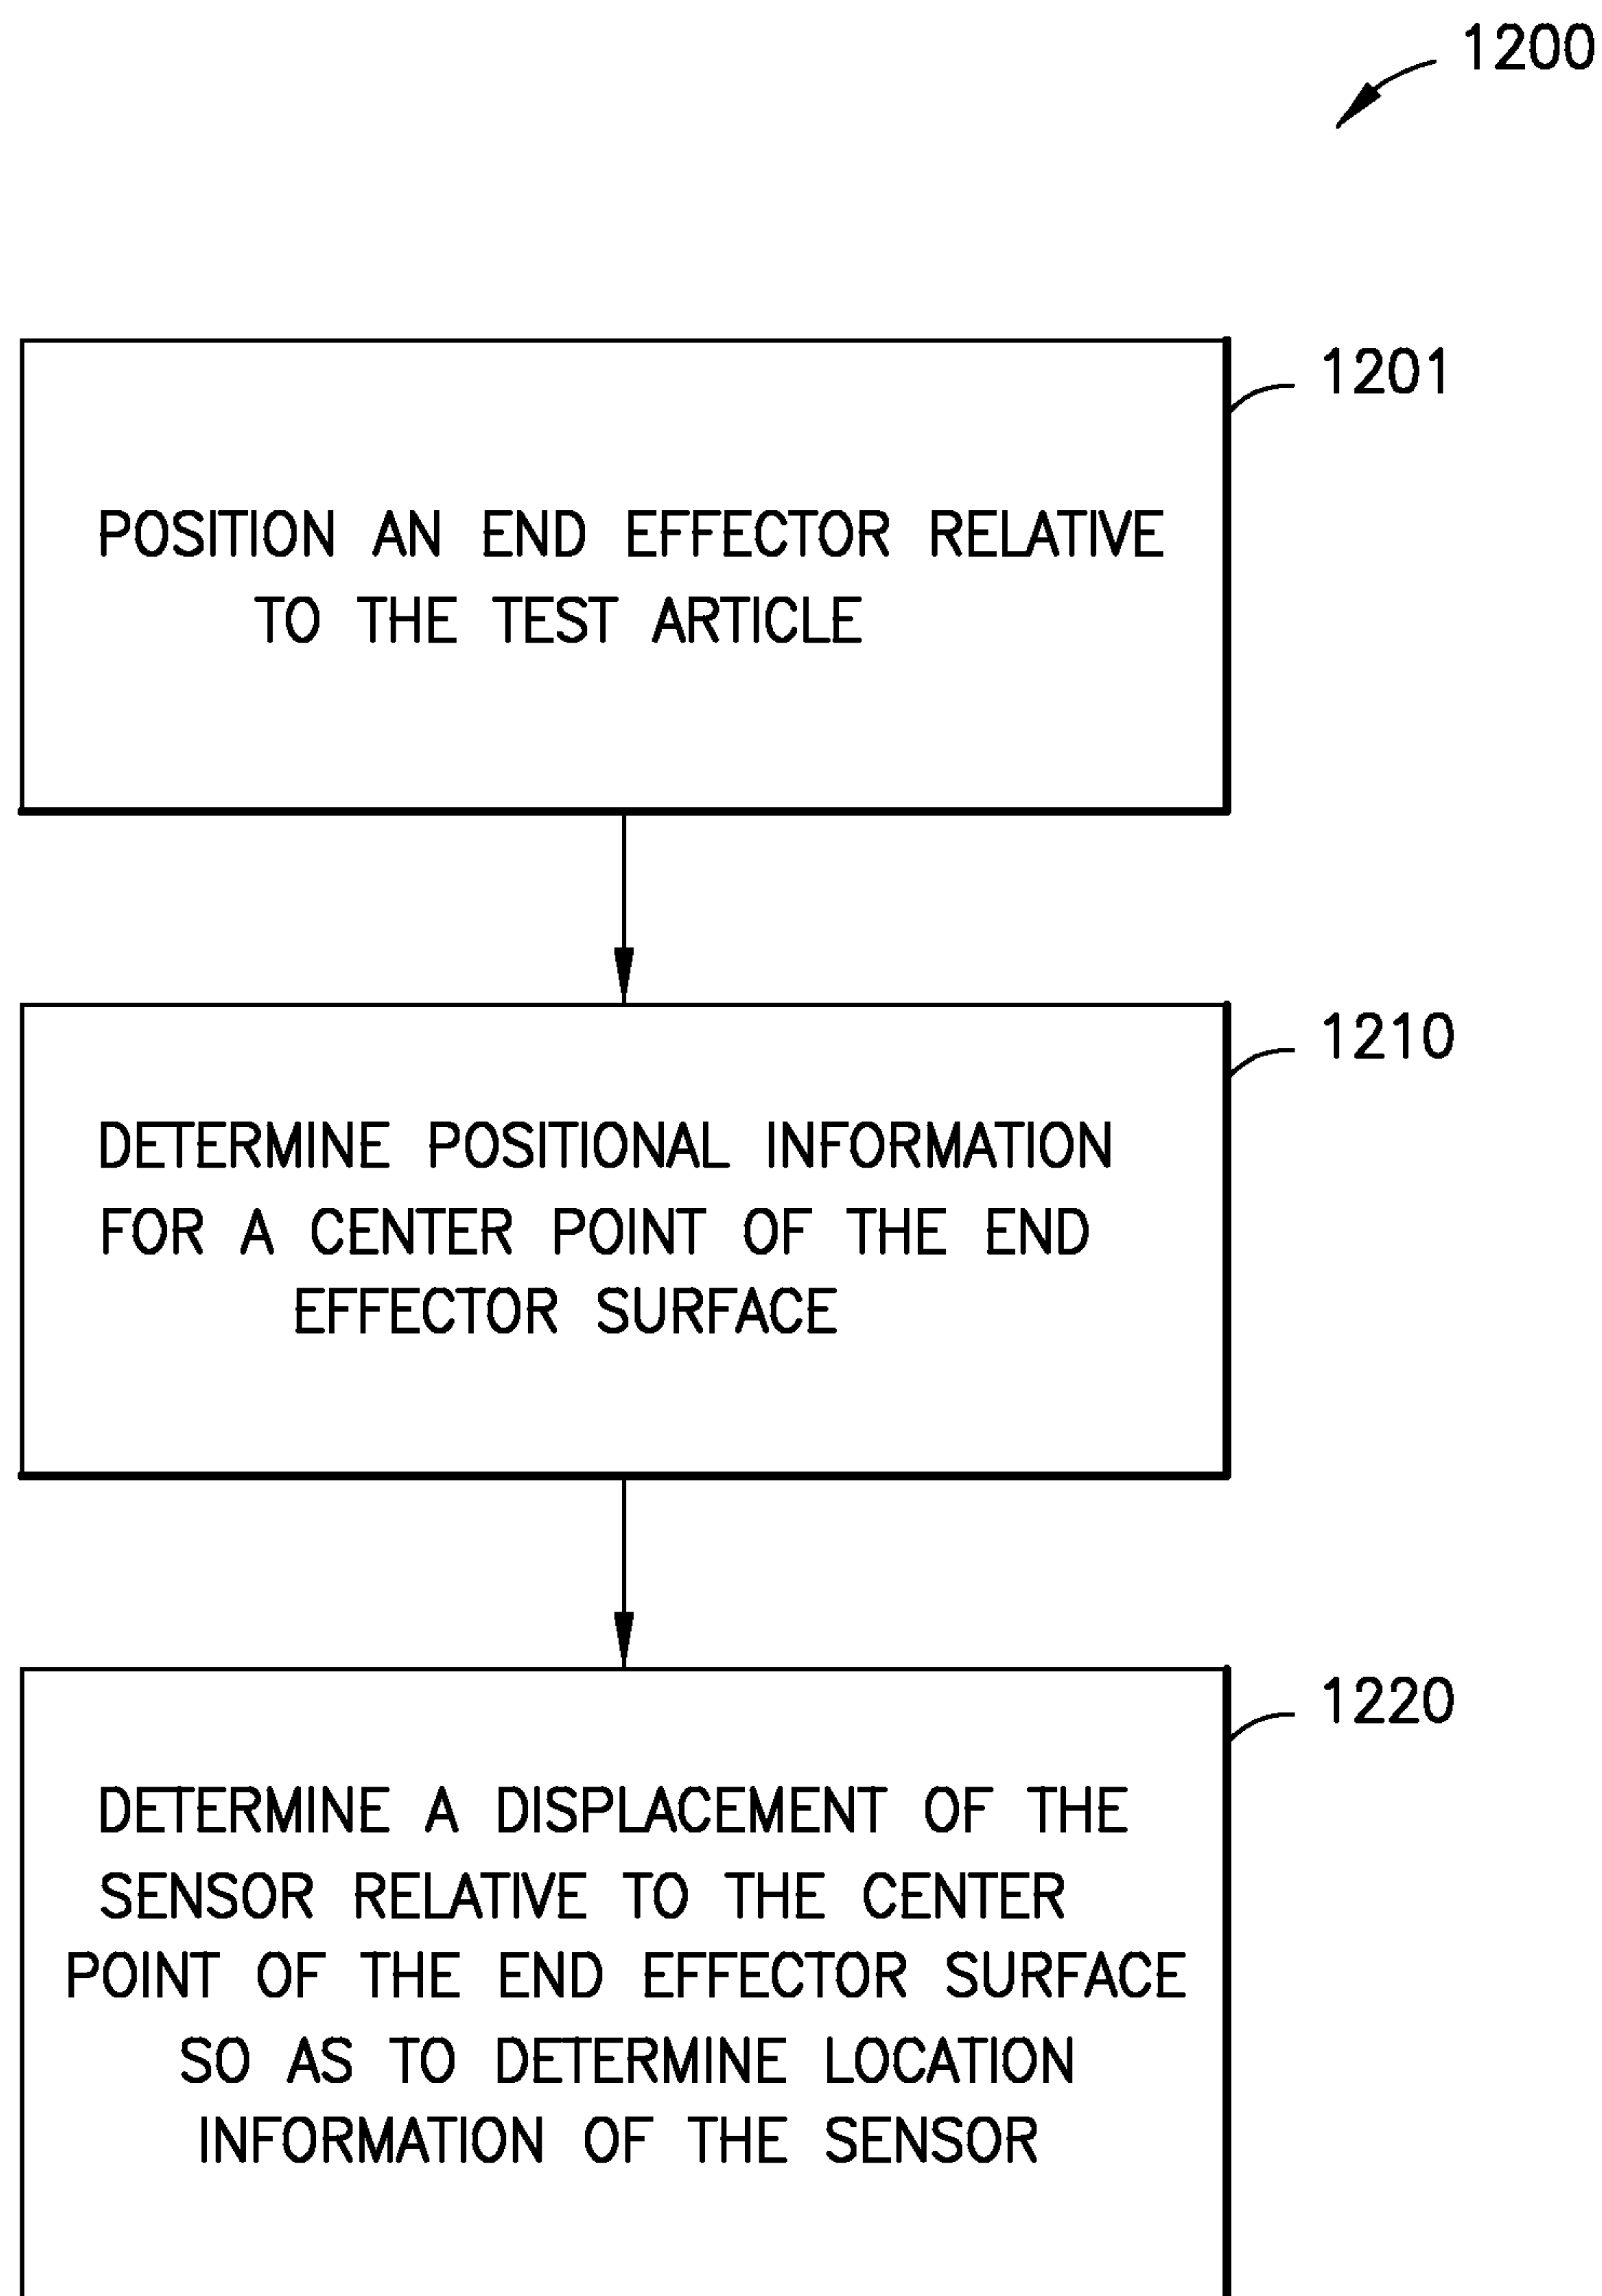 1200
1201
POSITION AN END EFFECTOR RELATIVE
TO THE TEST ARTICLE
1210
DETERMINE POSITIONAL INFORMATION
FOR A CENTER POINT OF THE END
EFFECTOR SURFACE
1220
DETERMINE A DISPLACEMENT OF THE
SENSOR RELATIVE TO THE CENTER
POINT OF THE END EFFECTOR SURFACE
SO AS TO DETERMINE LOCATION
INFORMATION OF THE SENSOR